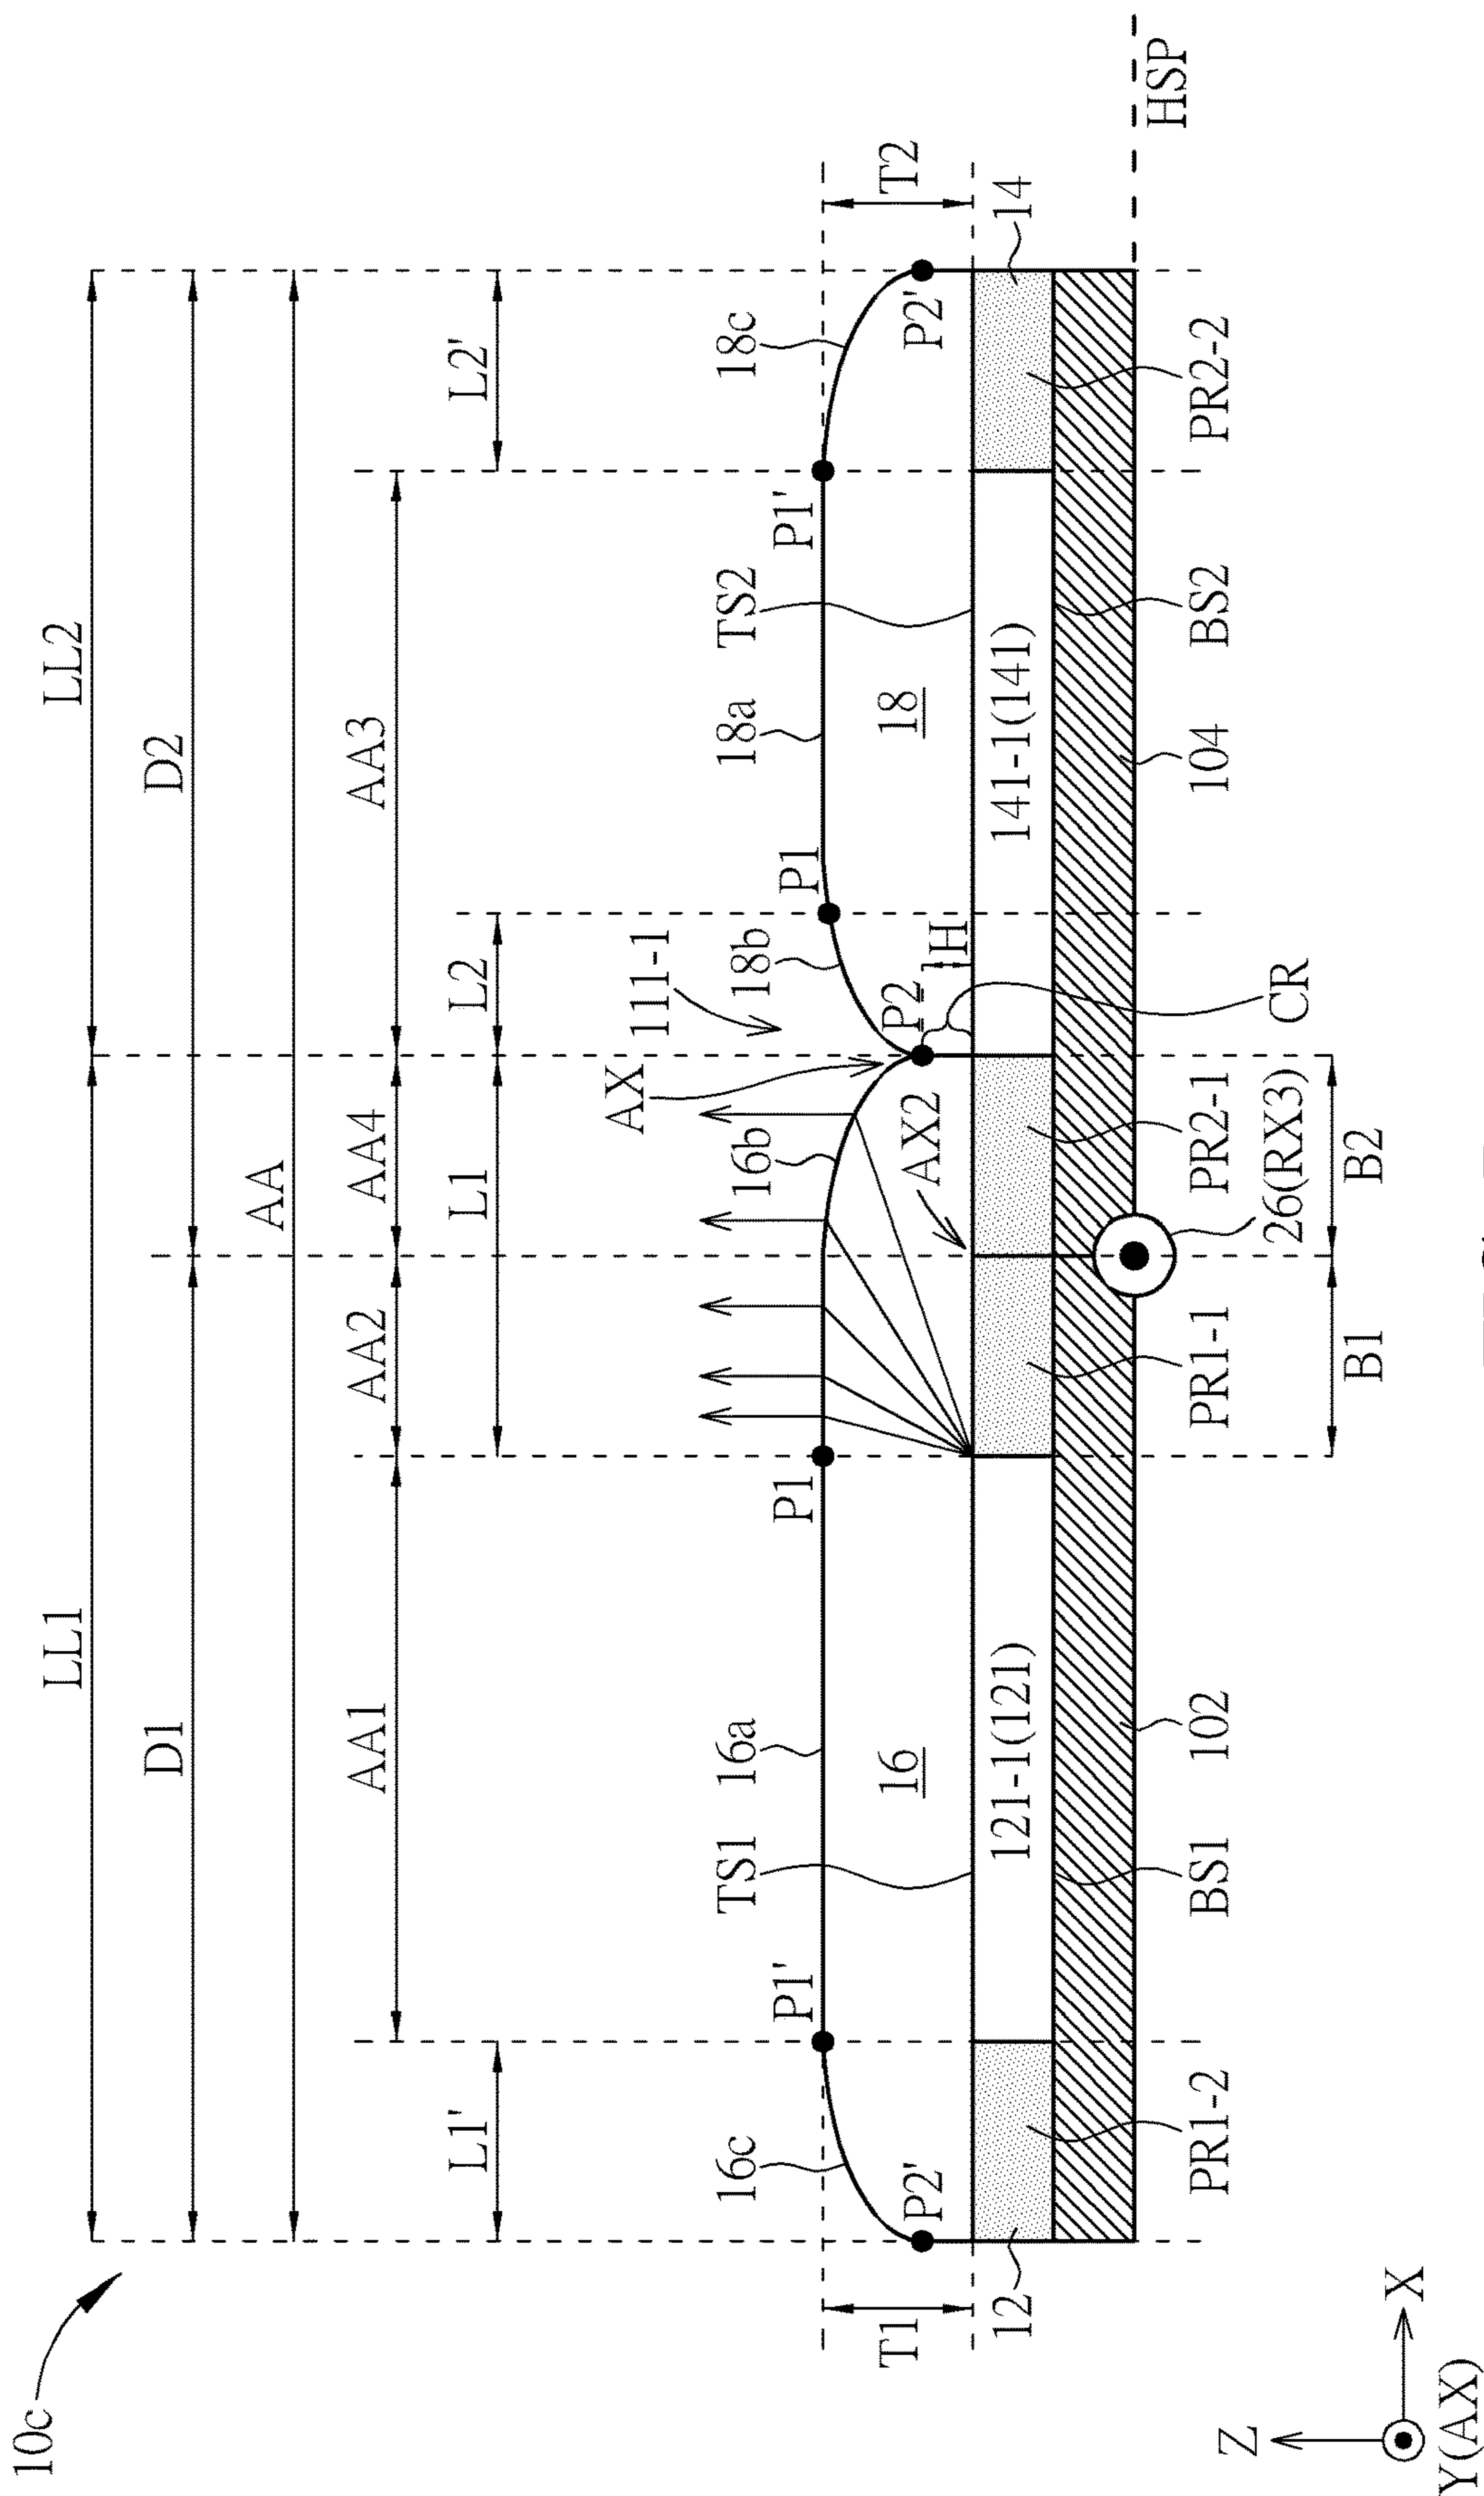 10c
LL1
LL2
D1
D2
AA
AA1
AA2
AA4
AA3
L1'
L1
L2
L2'
111-1
AX
16c
TS1
16a
16b
18b
18a
TS2
18c
P1'
P1
P1
P1'
T1
P2'
16
AX2
P2
H
18
P2'
T2
12
121-1(121)
141-1(141)
14
HSP
PR1-2
BS1
102
PR1-1
PR2-1
CR
104
BS2
PR2-2
26(RX3)
B1
B2
Z
X
Y(AX)